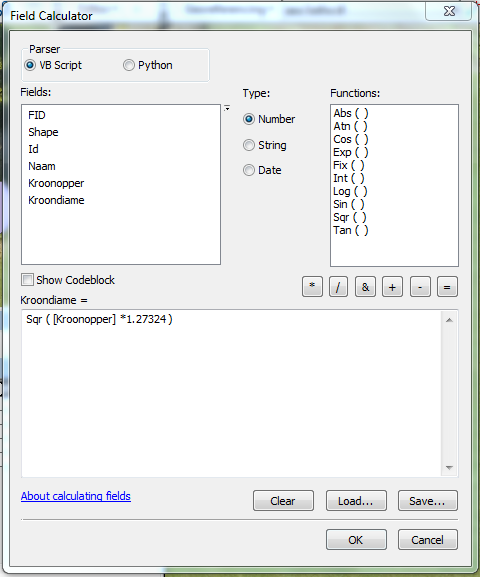 Field Calculator
Parser
VB Script Python
Fields: Type: Functions:
FID
Shape
Id
Naam
Kroonopper
Kroondiame
Number
String
Date
Abs ( )
Atn ( )
Cos ( )
Exp ( )
Fix ( )
Int ( )
Log ( )
Sin ( )
Sqr ( )
Tan ( )
Show Codeblock
* / & + - =
Kroondiame =
Sqr ( [Kroonopper] *1.27324 )
About calculating fields
Clear Load... Save...
OK Cancel